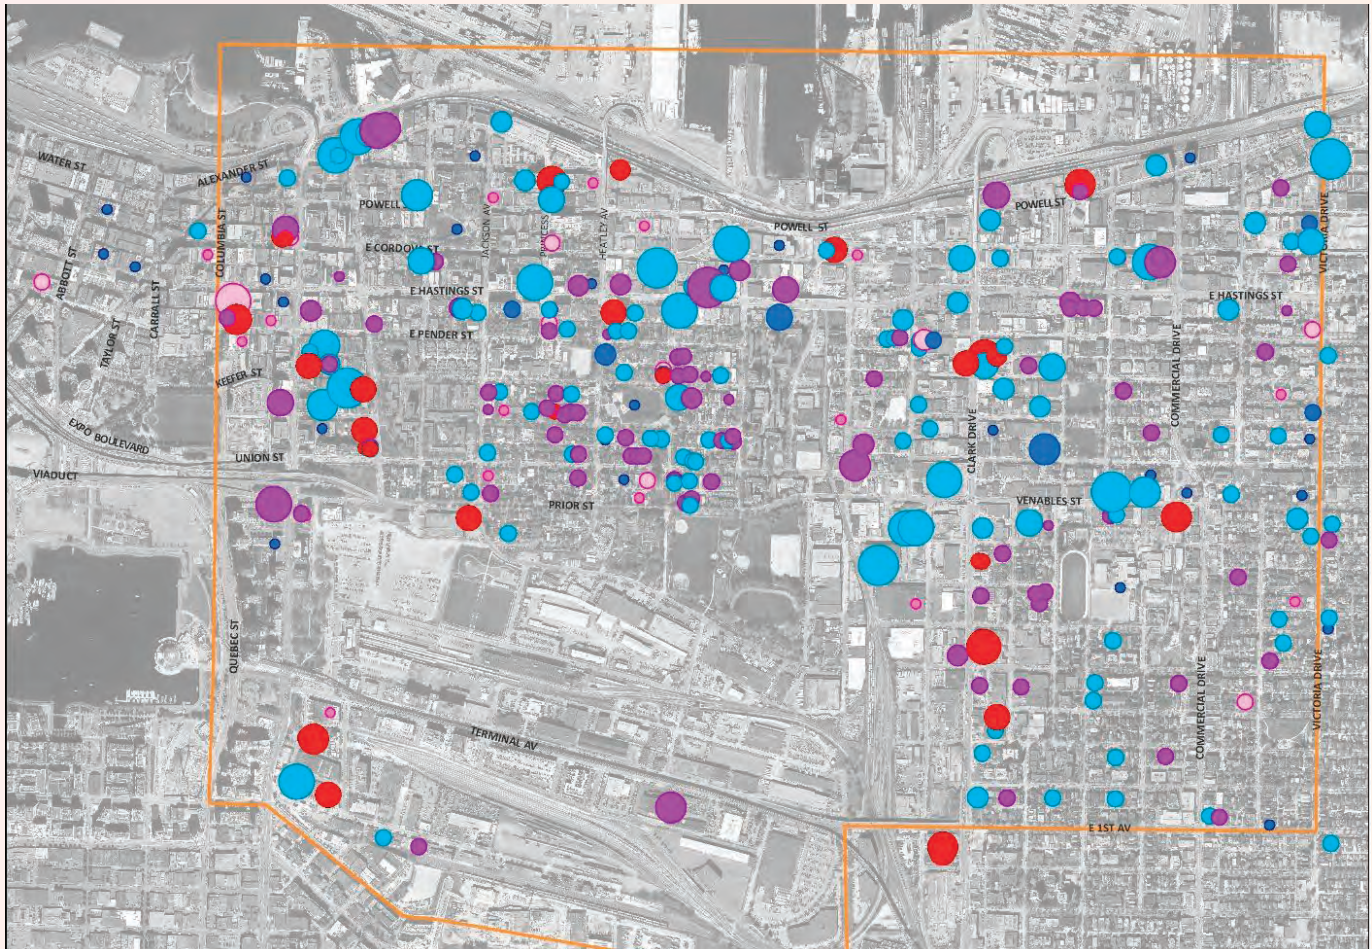 WATER ST
ALEXANDER ST
COLUMBIA ST
ABBOTT ST
TAYLOR ST
CARRALL ST
POWELL
E CORDOVA ST
JACKSON AV
PRINCESS
HEATLEY AV
POWELL ST
POWELL ST
VICTORIA DRIVE
E HASTINGS ST
E HASTINGS ST
E PENDER ST
KEEFER ST
COMMERCIAL DRIVE
EXPO BOULEVARD
UNION ST
CLARK DRIVE
VIADUCT
PRIOR ST
VENABLES ST
QUEBEC ST
TERMINAL AV
COMMERCIAL DRIVE
VICTORIA DRIVE
E 1ST AV